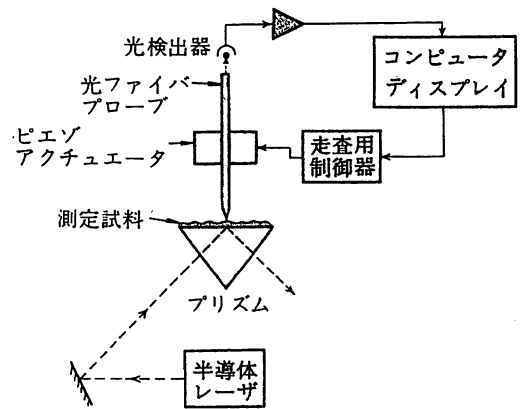 光検出器
光ファイバ
プローブ
コンピュータ
ディスプレイ
ピエゾ
アクチュエータ
走査用
制御器
測定試料
プリズム
半導体
レーザ